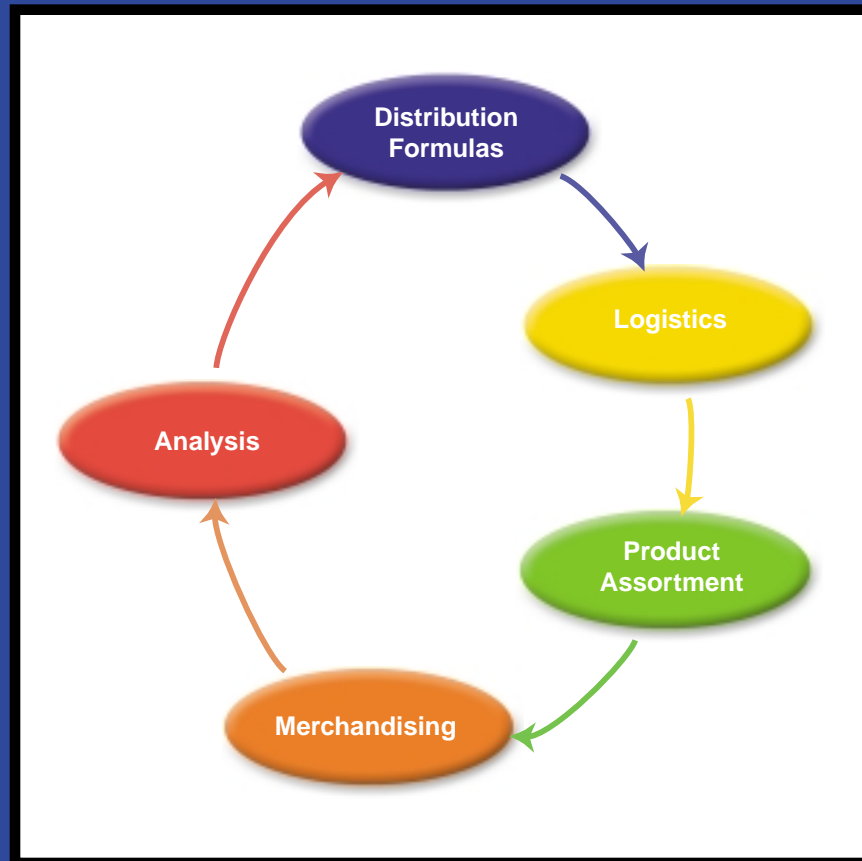 Distribution
Formulas
Logistics
Product
Assortment
Merchandising
Analysis